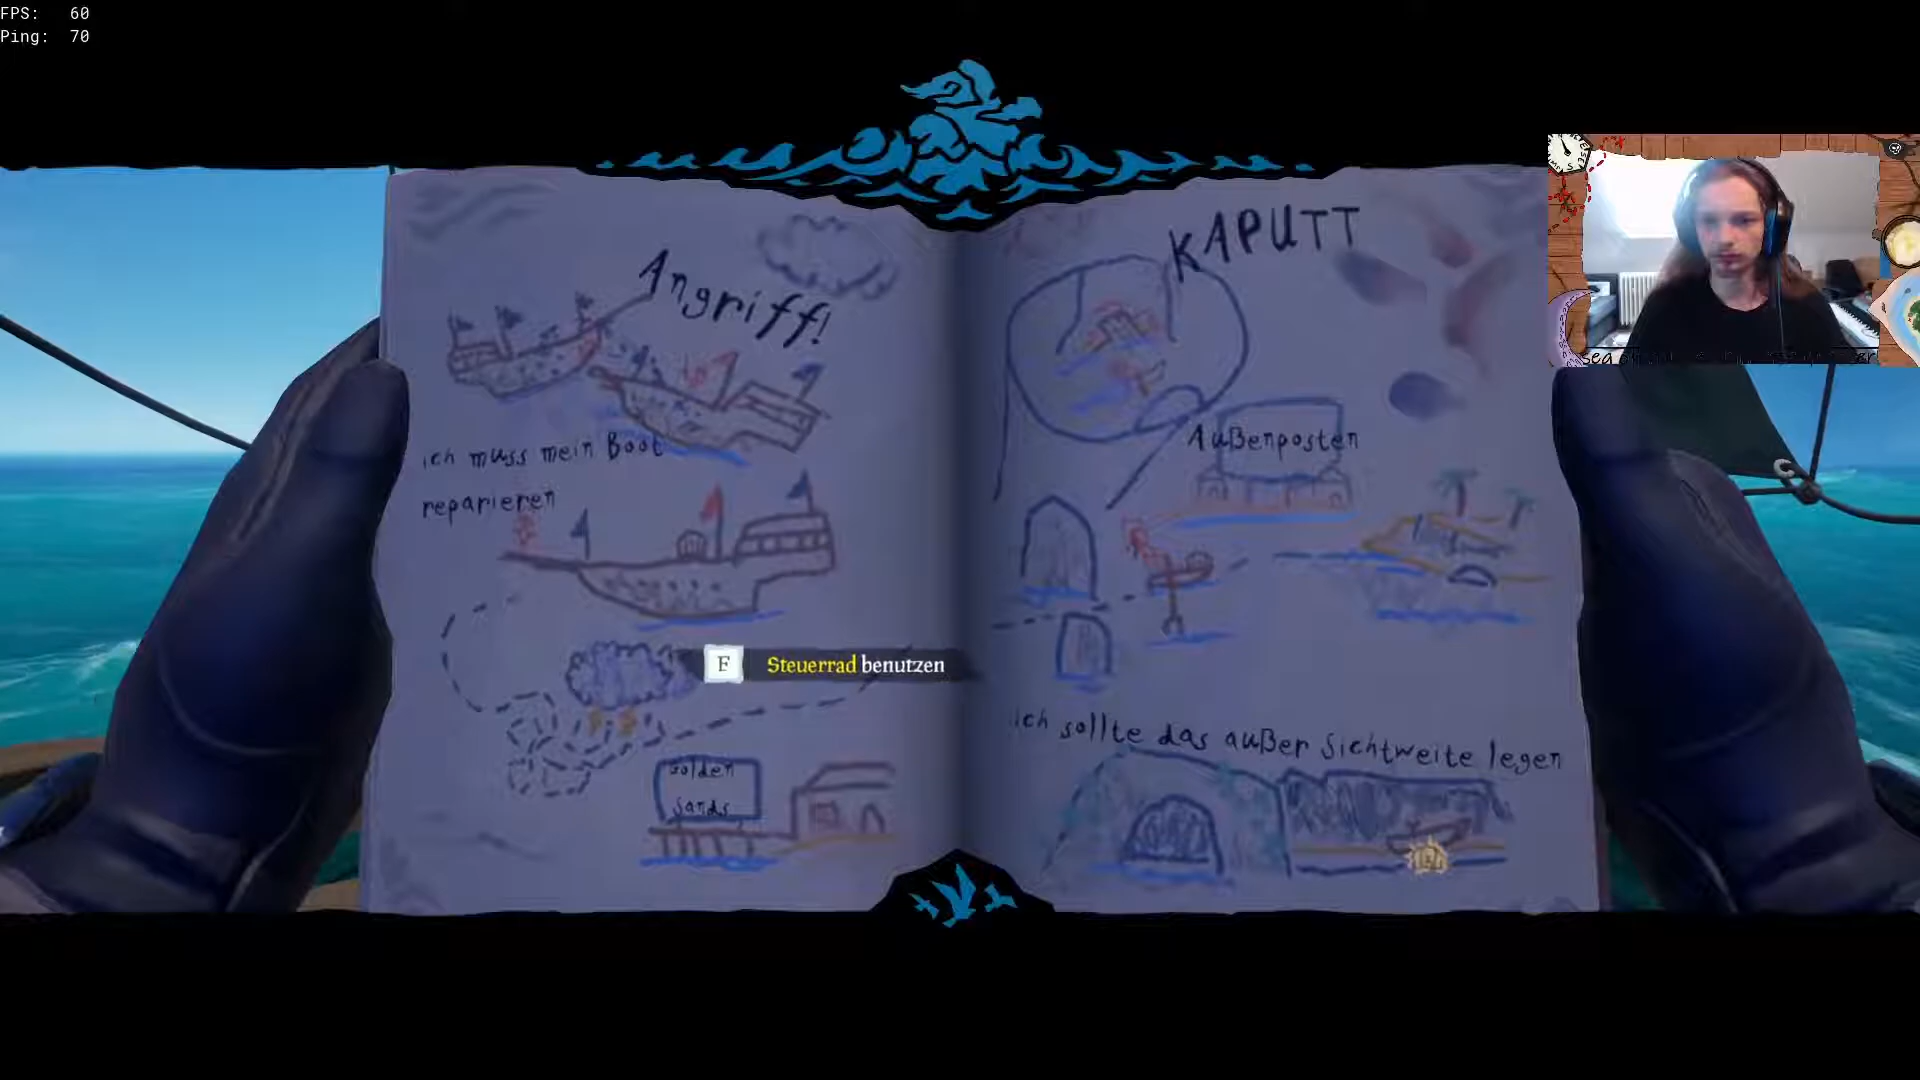 FPS: 60
Ping: 70
Angriff!
ich muss mein Boot
reparieren
F Steuerrad benutzen
Golden
Sands
KAPUTT
Außenposten
ich sollte das außer Sichtweite legen